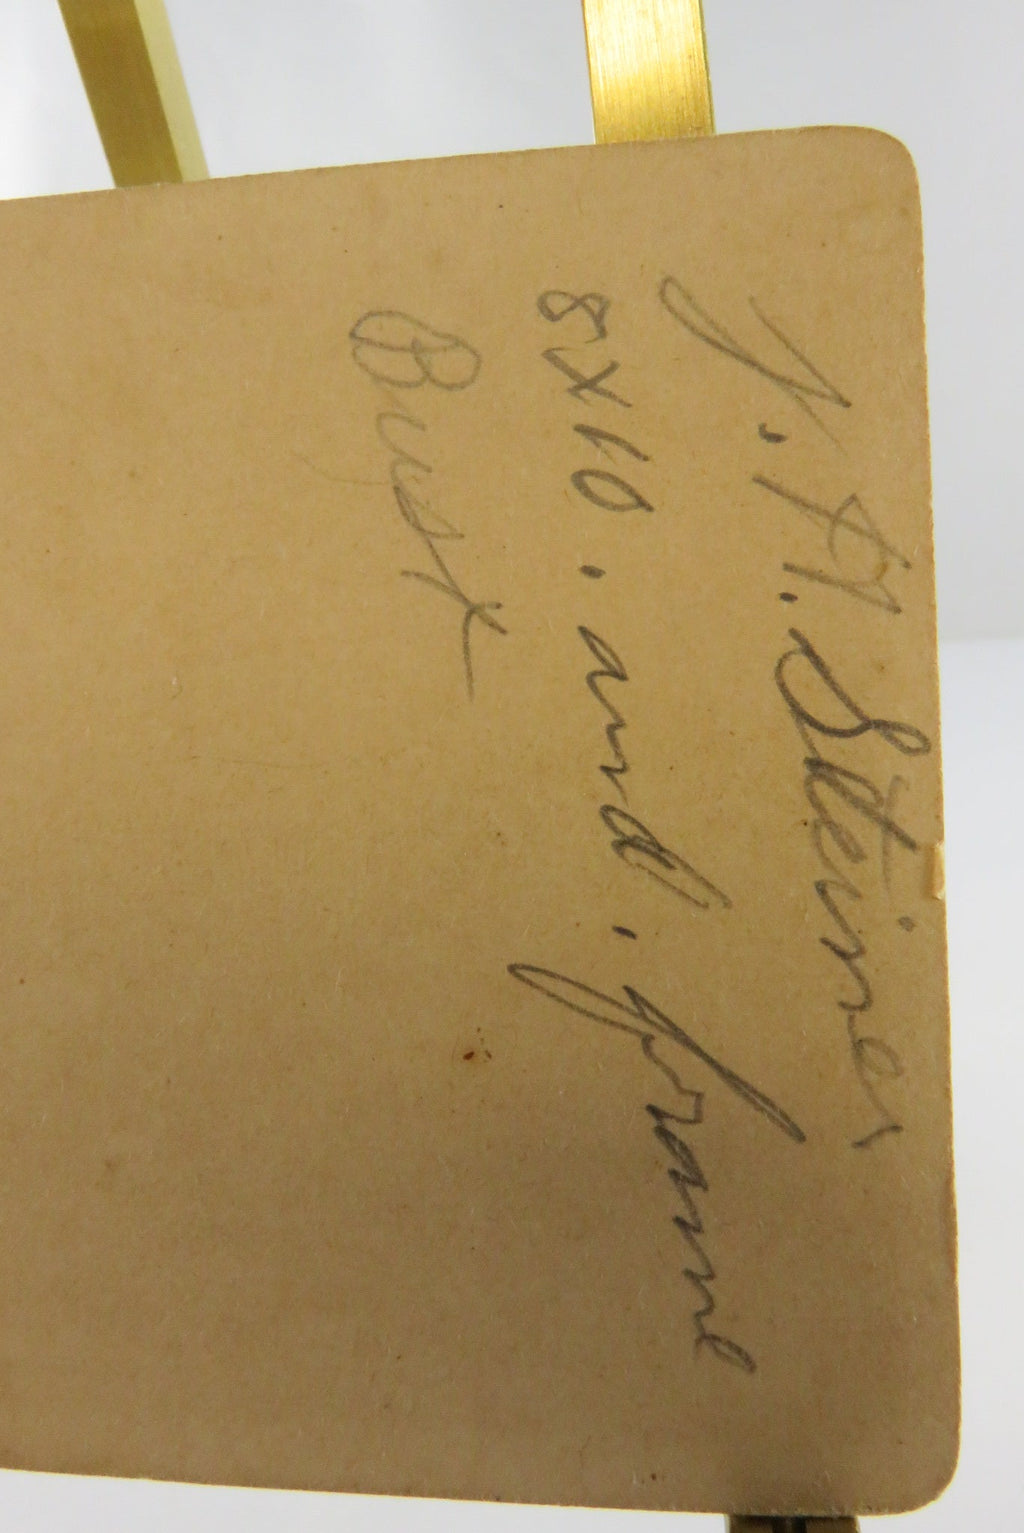 J. H. Steiner
8X10. and. frame
Bust